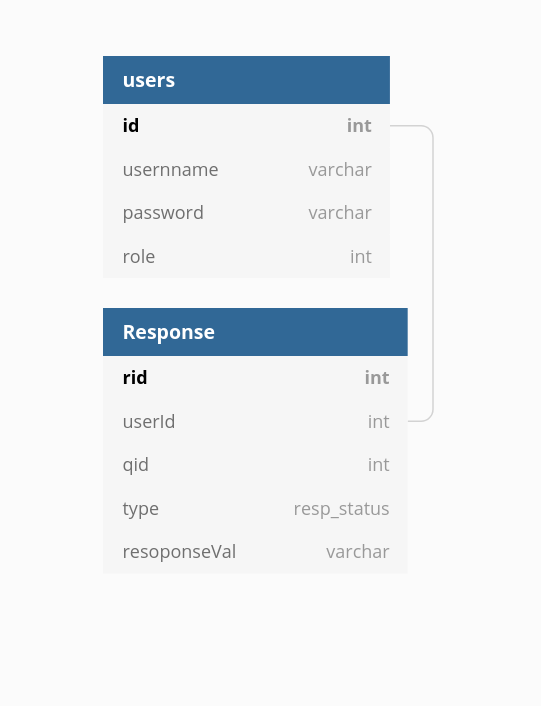 users
id int
usernname varchar
password varchar
role int
Response
rid int
userId int
qid int
type resp_status
resoponseVal varchar